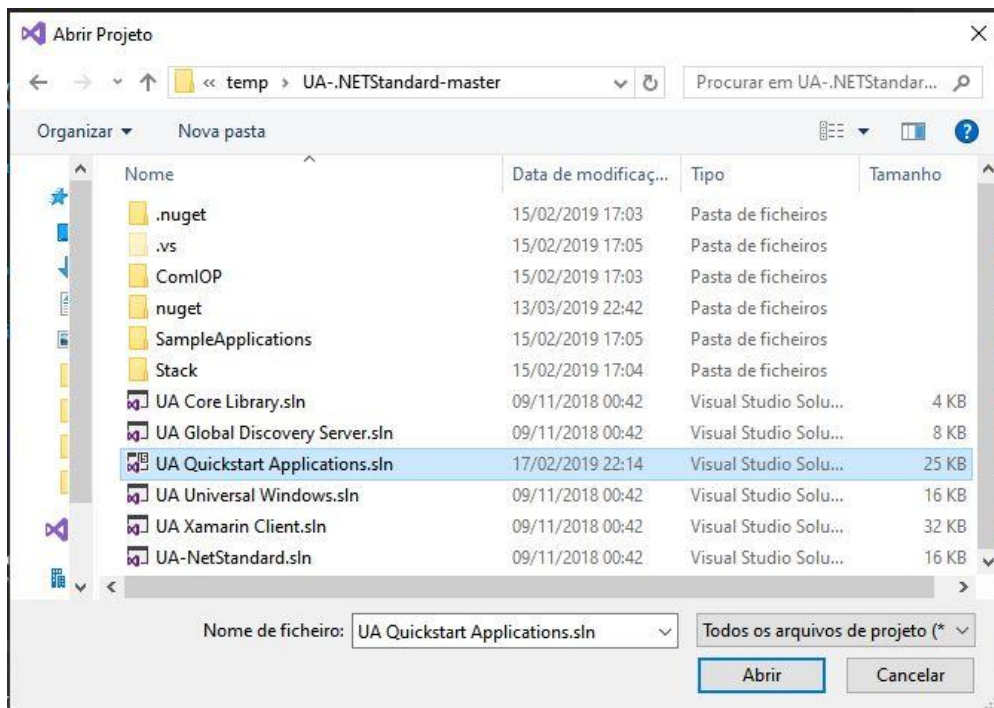 Abrir Projeto
« temp › UA-.NETStandard-master
Procurar em UA-.NETStandar...
Organizar
Nova pasta
Nome Data de modificaç... Tipo Tamanho
.nuget 15/02/2019 17:03 Pasta de ficheiros
.vs 15/02/2019 17:05 Pasta de ficheiros
ComIOP 15/02/2019 17:03 Pasta de ficheiros
nuget 13/03/2019 22:42 Pasta de ficheiros
SampleApplications 15/02/2019 17:05 Pasta de ficheiros
Stack 15/02/2019 17:04 Pasta de ficheiros
UA Core Library.sln 09/11/2018 00:42 Visual Studio Solu... 4 KB
UA Global Discovery Server.sln 09/11/2018 00:42 Visual Studio Solu... 8 KB
UA Quickstart Applications.sln 17/02/2019 22:14 Visual Studio Solu... 25 KB
UA Universal Windows.sln 09/11/2018 00:42 Visual Studio Solu... 16 KB
UA Xamarin Client.sln 09/11/2018 00:42 Visual Studio Solu... 32 KB
UA-NetStandard.sln 09/11/2018 00:42 Visual Studio Solu... 16 KB
Nome de ficheiro: UA Quickstart Applications.sln Todos os arquivos de projeto (*
Abrir Cancelar